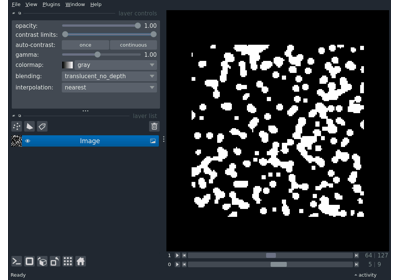 File View Plugins Window Help
layer controls
opacity: 1.00
contrast limits:
auto-contrast: once continuous
gamma: 1.00
colormap: gray
blending: translucent_no_depth
interpolation: nearest
layer list
Image
1 64 | 127
0 5 | 9
Ready activity